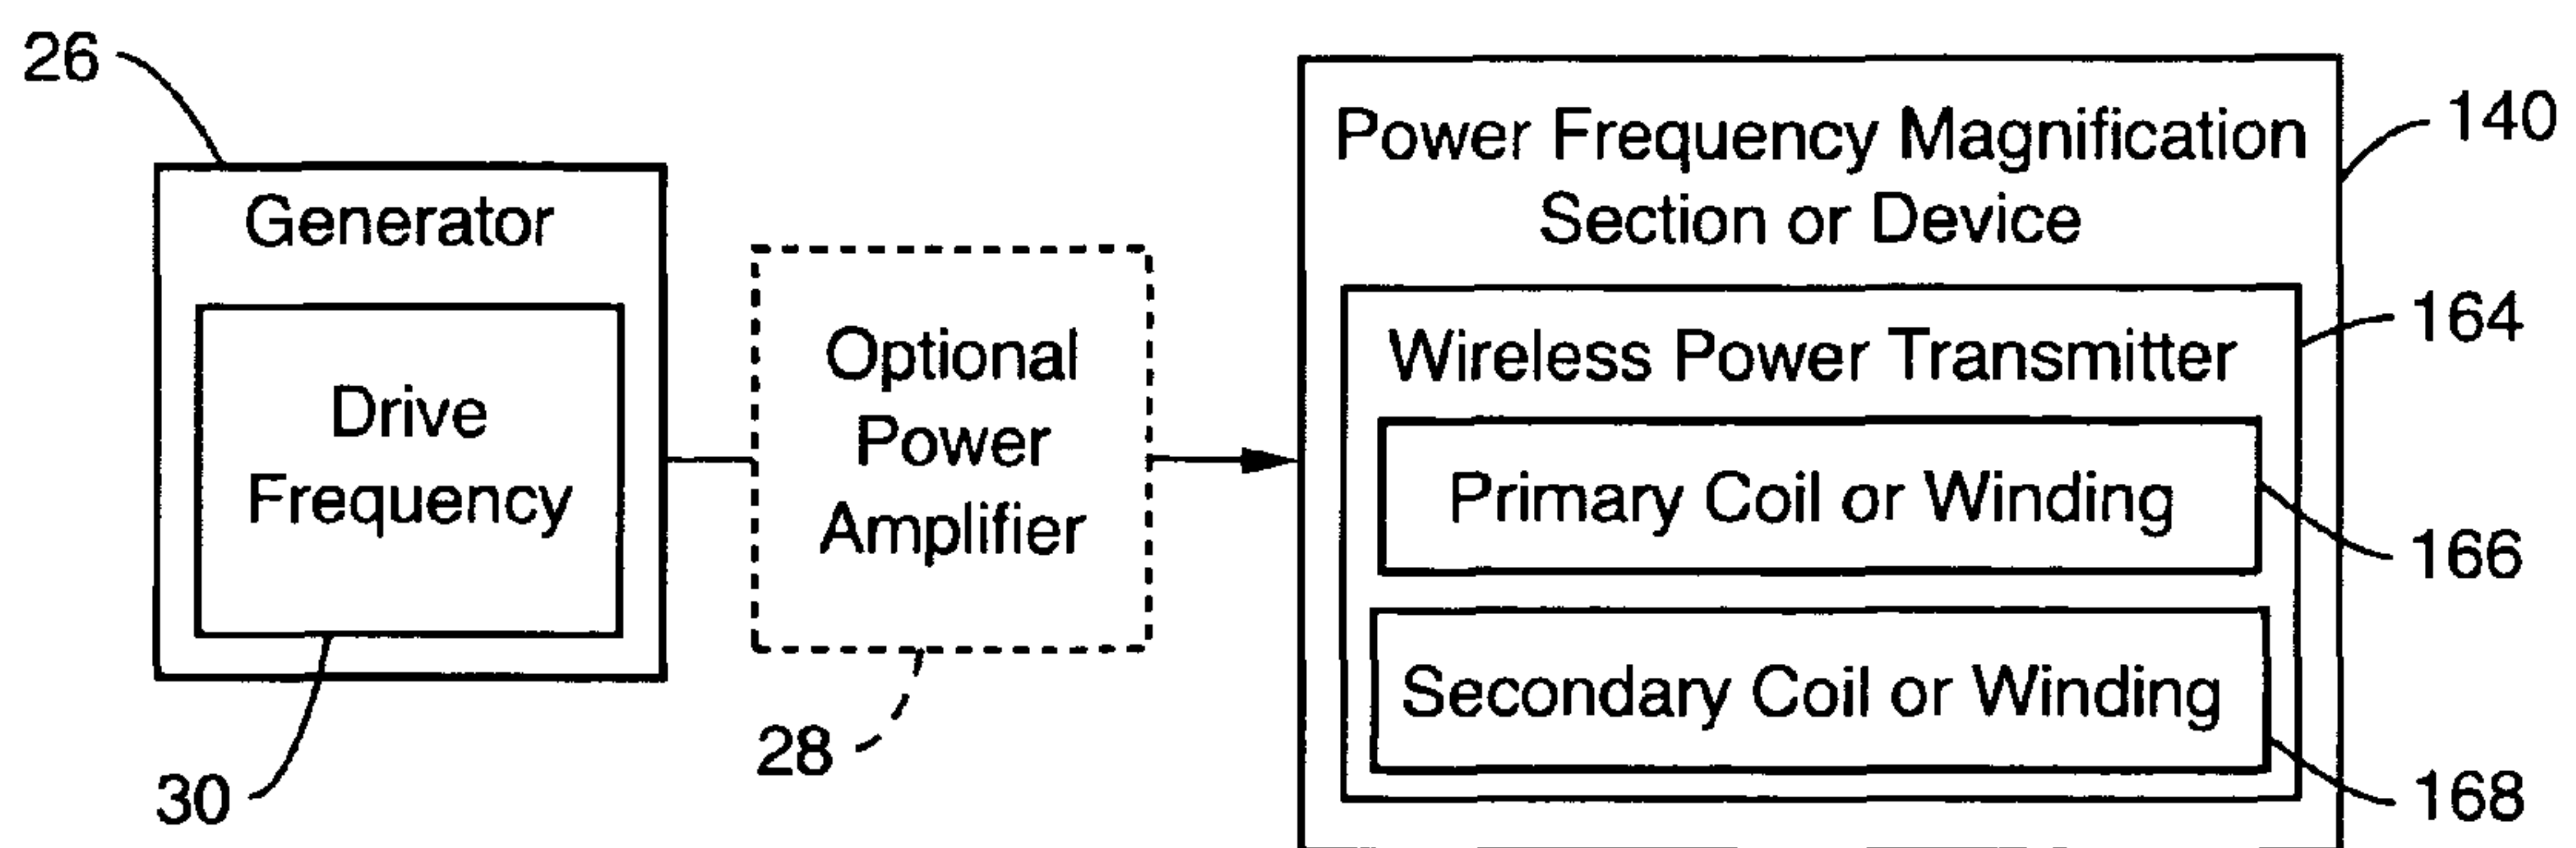 26
Generator
Drive
Frequency
30
Optional
Power
Amplifier
28
Power Frequency Magnification
Section or Device
140
Wireless Power Transmitter
164
Primary Coil or Winding
166
Secondary Coil or Winding
168